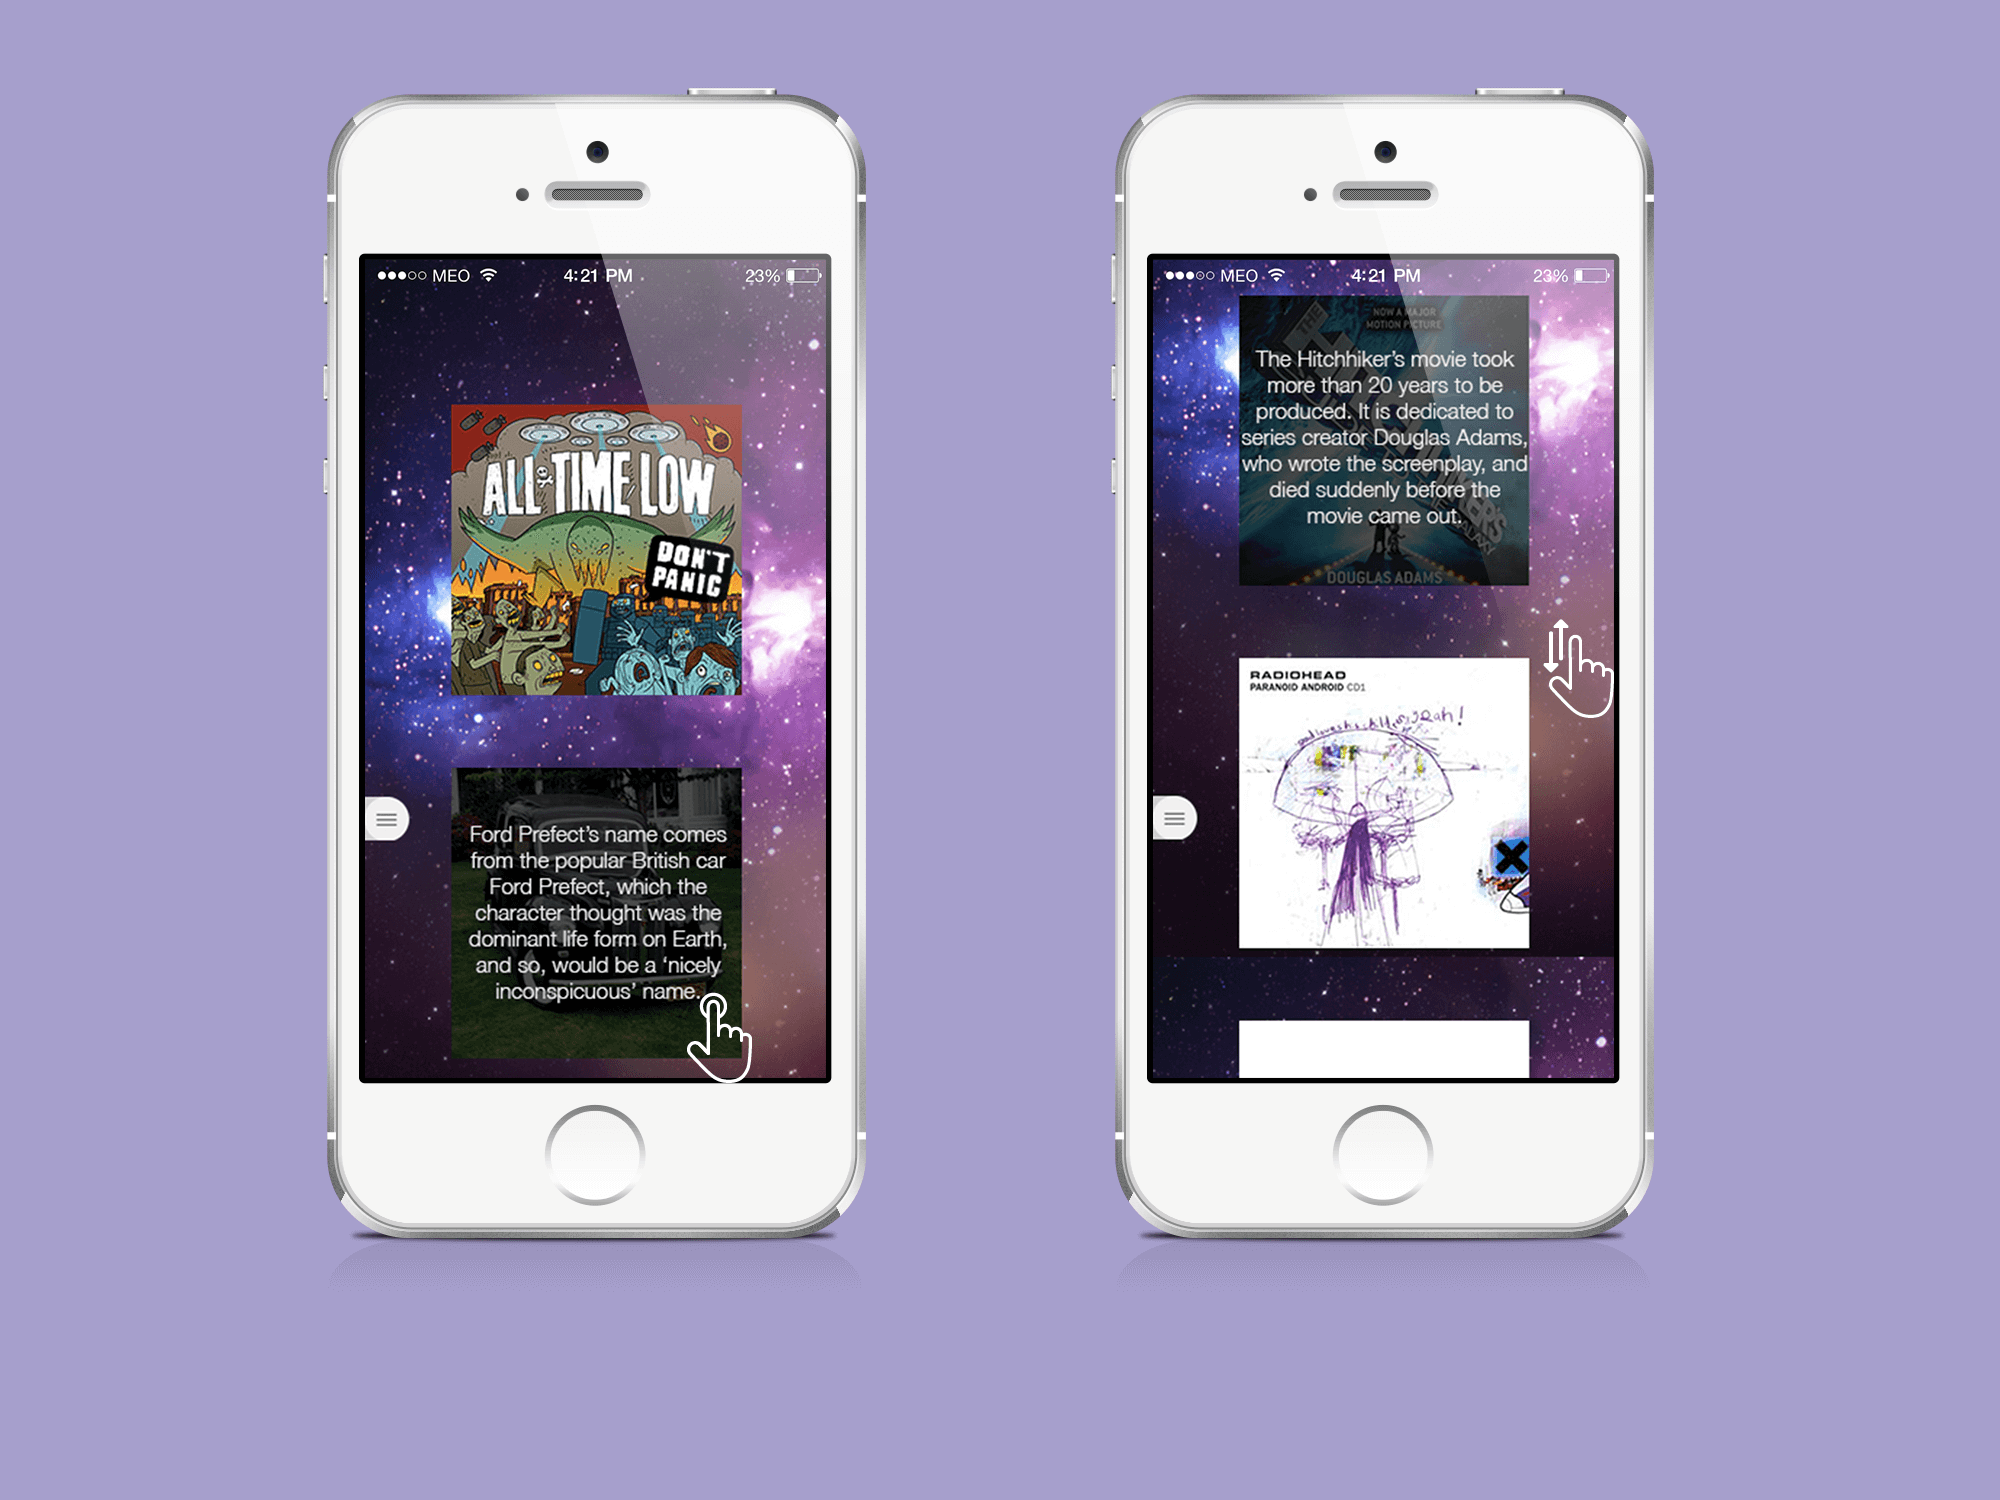 MEO 4:21 PM 23%
ALL TIME LOW
DON'T
PANIC
Ford Prefect's name comes
from the popular British car
Ford Prefect, which the
character thought was the
dominant life form on Earth,
and so, would be a 'nicely
inconspicuous' name.
MEO 4:21 PM 23%
NOW A MAJOR
MOTION PICTURE
The Hitchhiker's movie took
more than 20 years to be
produced. It is dedicated to
series creator Douglas Adams,
who wrote the screenplay, and
died suddenly before the
movie came out.
DOUGLAS ADAMS
RADIOHEAD
PARANOID ANDROID CD1